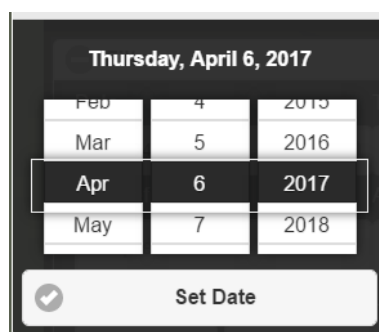 Thursday, April 6, 2017
Feb 4 2015
Mar 5 2016
Apr 6 2017
May 7 2018
Set Date